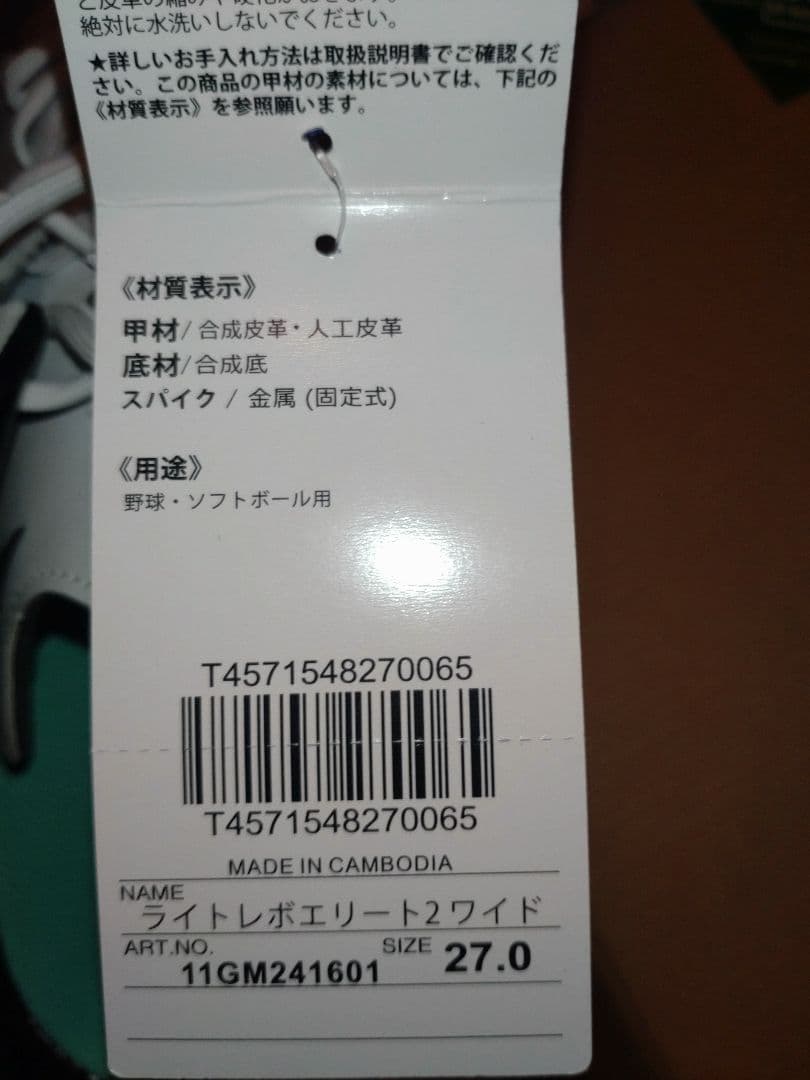 絶対に水洗いしないでください。
★詳しいお手入れ方法は取扱説明書でご確認くだ
さい。この商品の甲材の素材については、下記の
《材質表示》を参照願います。
《材質表示》
甲材/合成皮革・人工皮革
底材/合成底
スパイク / 金属 (固定式)
《用途》
野球・ソフトボール用
T4571548270065
T4571548270065
MADE IN CAMBODIA
NAME
ライトレボエリート2ワイド
ART.NO. SIZE
11GM241601 27.0